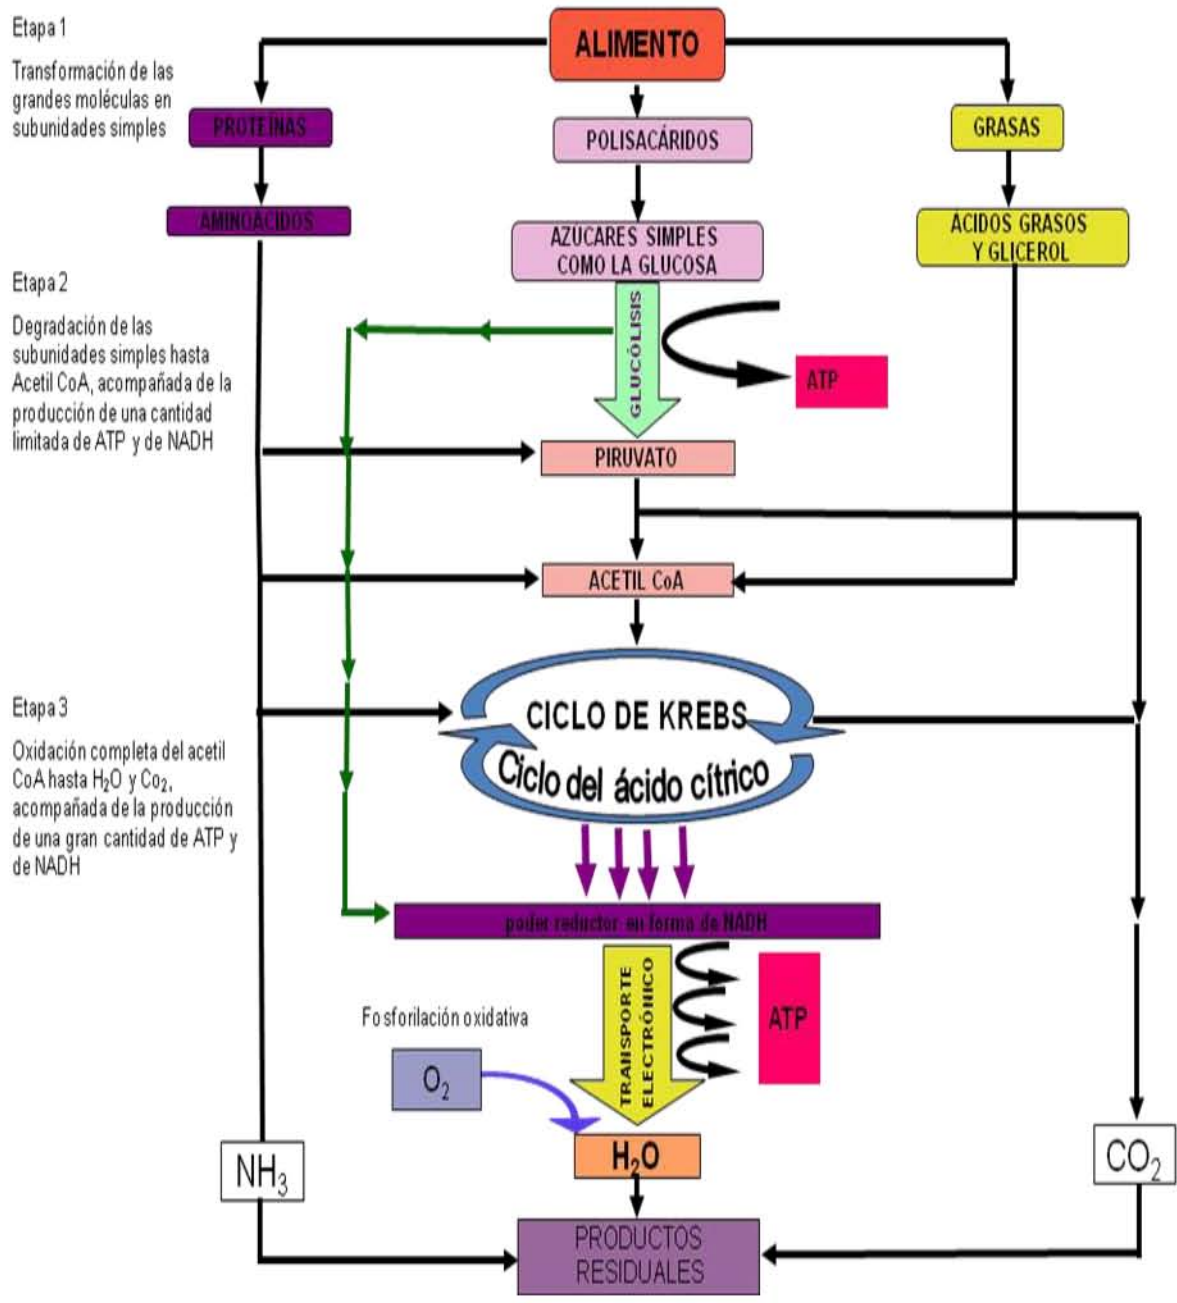 Etapa 1
Transformación de las
grandes moléculas en
subunidades simples
ALIMENTO
PROTEÍNAS
POLISACÁRIDOS
GRASAS
AMINOÁCIDOS
AZÚCARES SIMPLES
COMO LA GLUCOSA
ÁCIDOS GRASOS
Y GLICEROL
Etapa 2
Degradación de las
subunidades simples hasta
Acetil CoA, acompañada de la
producción de una cantidad
limitada de ATP y de NADH
GLUCÓLISIS
ATP
PIRUVATO
ACETIL CoA
Etapa 3
Oxidación completa del acetil
CoA hasta H₂O y Co₂,
acompañada de la producción
de una gran cantidad de ATP y
de NADH
CICLO DE KREBS
Ciclo del ácido cítrico
poder reductor en forma de NADH
TRANSPORTE
ELECTRÓNICO
ATP
Fosforilación oxidativa
O₂
H₂O
NH₃
CO₂
PRODUCTOS
RESIDUALES